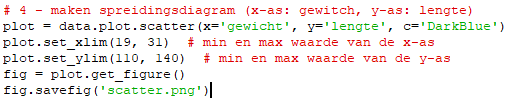 # 4 - maken spreidingsdiagram (x-as: gewitch, y-as: lengte)
plot = data.plot.scatter(x='gewicht', y='lengte', c='DarkBlue')
plot.set_xlim(19, 31)  # min en max waarde van de x-as
plot.set_ylim(110, 140)  # min en max waarde van de y-as
fig = plot.get_figure()
fig.savefig('scatter.png')